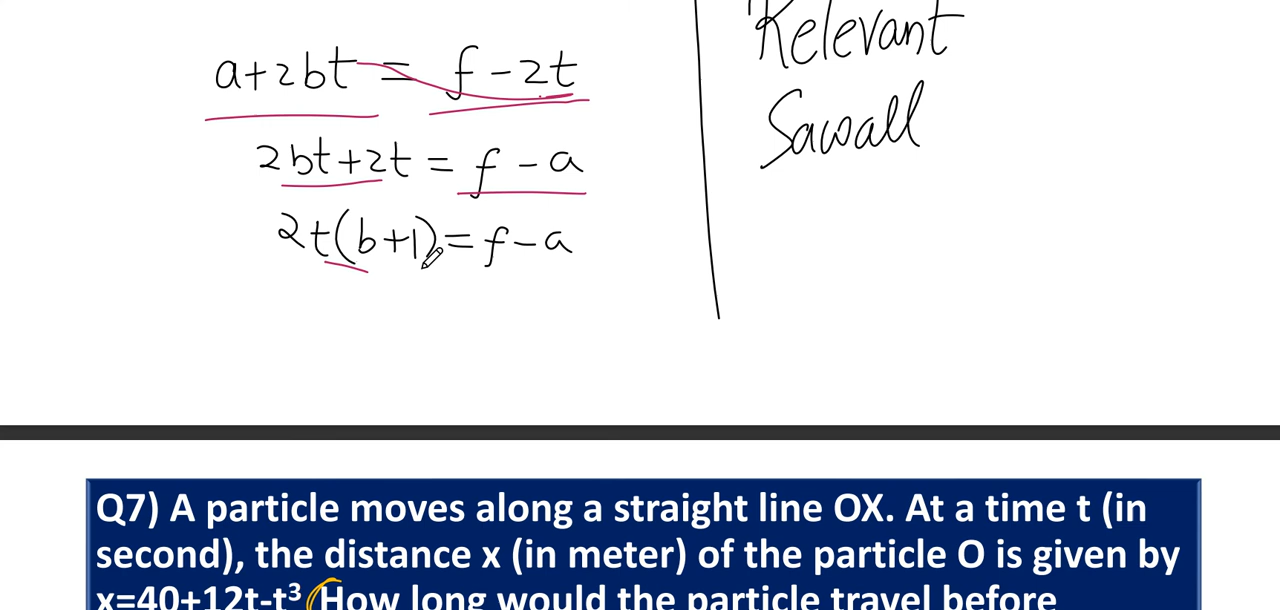 a+2bt = f-2t
2bt+2t = f-a
2t(b+1) = f-a
Relevant
Sawall
Q7) A particle moves along a straight line OX. At a time t (in
second), the distance x (in meter) of the particle O is given by
x=40+12t-t³ (How long would the particle travel before